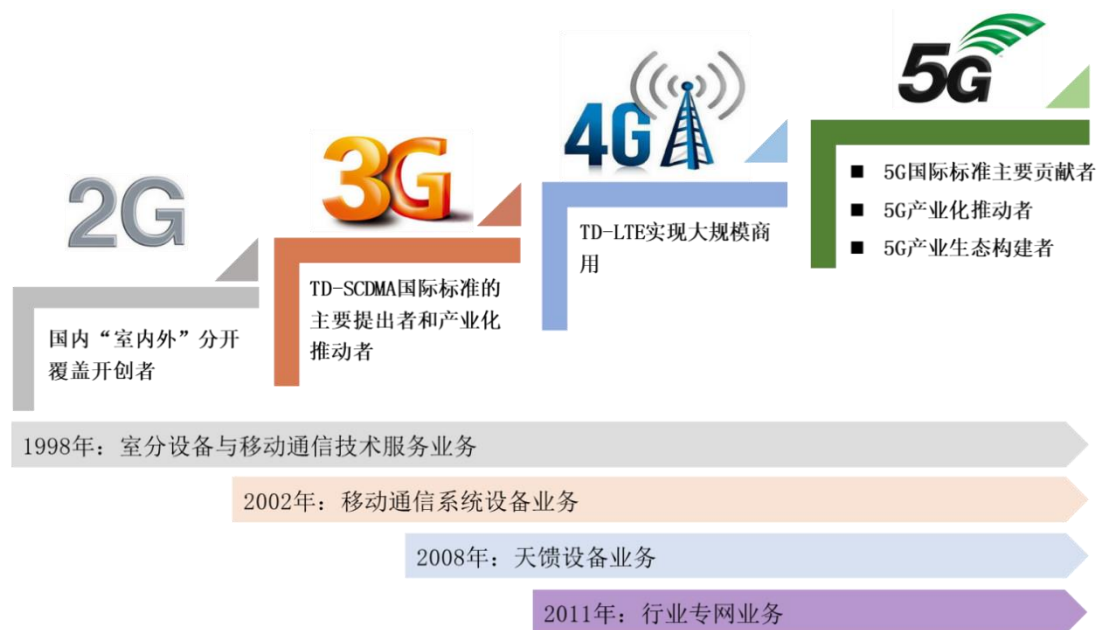 2G
国内“室内外”分开
覆盖开创者
3G
TD-SCDMA国际标准的
主要提出者和产业化
推动者
4G
TD-LTE实现大规模商
用
5G
■ 5G国际标准主要贡献者
■ 5G产业化推动者
■ 5G产业生态构建者
1998年：室分设备与移动通信技术服务业务
2002年：移动通信系统设备业务
2008年：天馈设备业务
2011年：行业专网业务